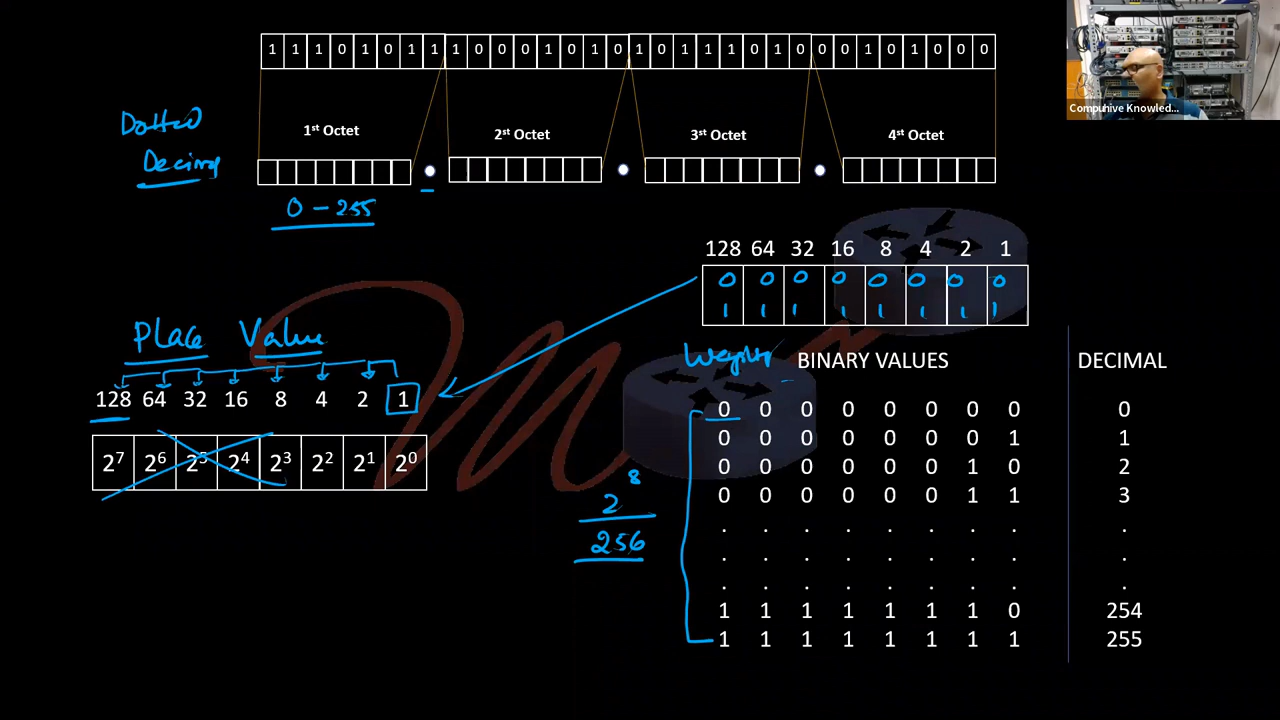 1 1 1 0 1 0 1 1 1 0 0 0 1 0 1 0 1 0 1 1 1 0 1 0 0 0 1 0 1 0 0 0
Compuhive Knowled...
Dotted
Decimal
1st Octet 2st Octet 3st Octet 4st Octet
0 - 255
128 64 32 16 8 4 2 1
0 0 0 0 0 0 0 0
1 1 1 1 1 1 1 1
Place Value
128 64 32 16 8 4 2 1
2⁷ 2⁶ 2⁵ 2⁴ 2³ 2² 2¹ 2⁰
2⁸
256
BINARY VALUES DECIMAL
0 0 0 0 0 0 0 0 0
0 0 0 0 0 0 0 1 1
0 0 0 0 0 0 1 0 2
0 0 0 0 0 0 1 1 3
. . . . . . . . .
. . . . . . . . .
. . . . . . . . .
1 1 1 1 1 1 1 0 254
1 1 1 1 1 1 1 1 255